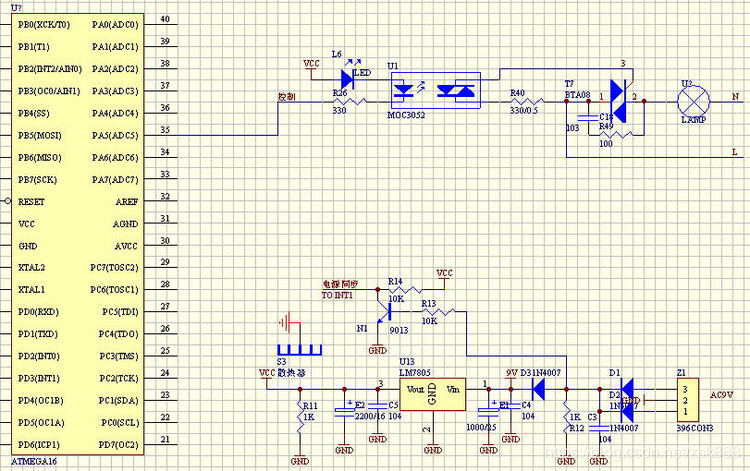 U?
PB0(XCK/T0) PA0(ADC0) 40
PB1(T1) PA1(ADC1) 39
PB2(INT2/AIN0) PA2(ADC2) 38
PB3(OC0/AIN1) PA3(ADC3) 37
PB4(SS) PA4(ADC4) 36
PB5(MOSI) PA5(ADC5) 35
PB6(MISO) PA6(ADC6) 34
PB7(SCK) PA7(ADC7) 33
RESET AREF 32
VCC AGND 31
GND AVCC 30
XTAL2 PC7(TOSC2) 29
XTAL1 PC6(TOSC1) 28
PD0(RXD) PC5(TDI) 27
PD1(TXD) PC4(TDO) 26
PD2(INT0) PC3(TMS) 25
PD3(INT1) PC2(TCK) 24
PD4(OC1B) PC1(SDA) 23
PD5(OC1A) PC0(SCL) 22
PD6(ICP1) PD7(OC2) 21
ATMEGA16
L6
VCC
LED
控制
R26
330
U1
MOC3052
R40
330/0.5
T7
BTA08
3
1
2
103
R49
100
U?
LAMP
N
L
电源同步
TO INT1
R14
10K
VCC
R13
10K
N1
9013
GND
S3
散热器
VCC
R11
1K
GND
E2
2200/16
GND
C5
104
GND
U13
LM7805
3
Vout
GND
Vin
1
2
GND
9V
E1
1000/25
C4
104
GND
D3
1N4007
1K
R12
GND
C3
104
GND
D1
D2
1N4007
1N4007
GND
Z1
3
2
1
396CON3
AC9V